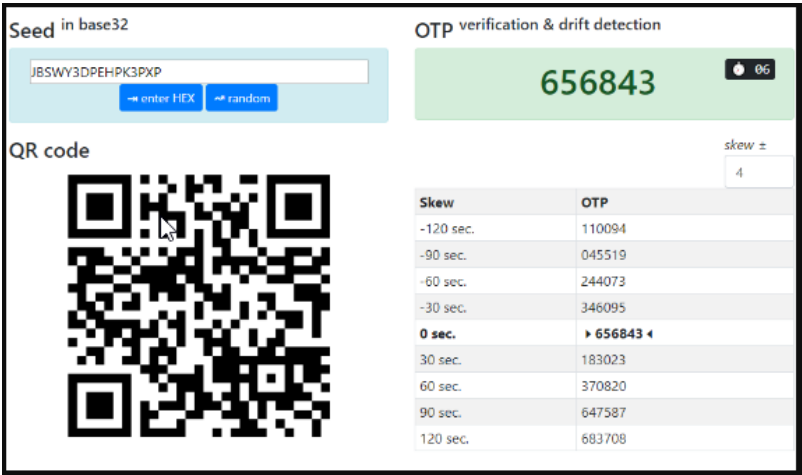 Seed in base32
JBSWY3DPEHPK3PXP
⇥ enter HEX
⤳ random
QR code
OTP verification & drift detection
656843
06
skew ±
4
Skew OTP
-120 sec. 110094
-90 sec. 045519
-60 sec. 244073
-30 sec. 346095
0 sec. ▸ 656843 ◂
30 sec. 183023
60 sec. 370820
90 sec. 647587
120 sec. 683708